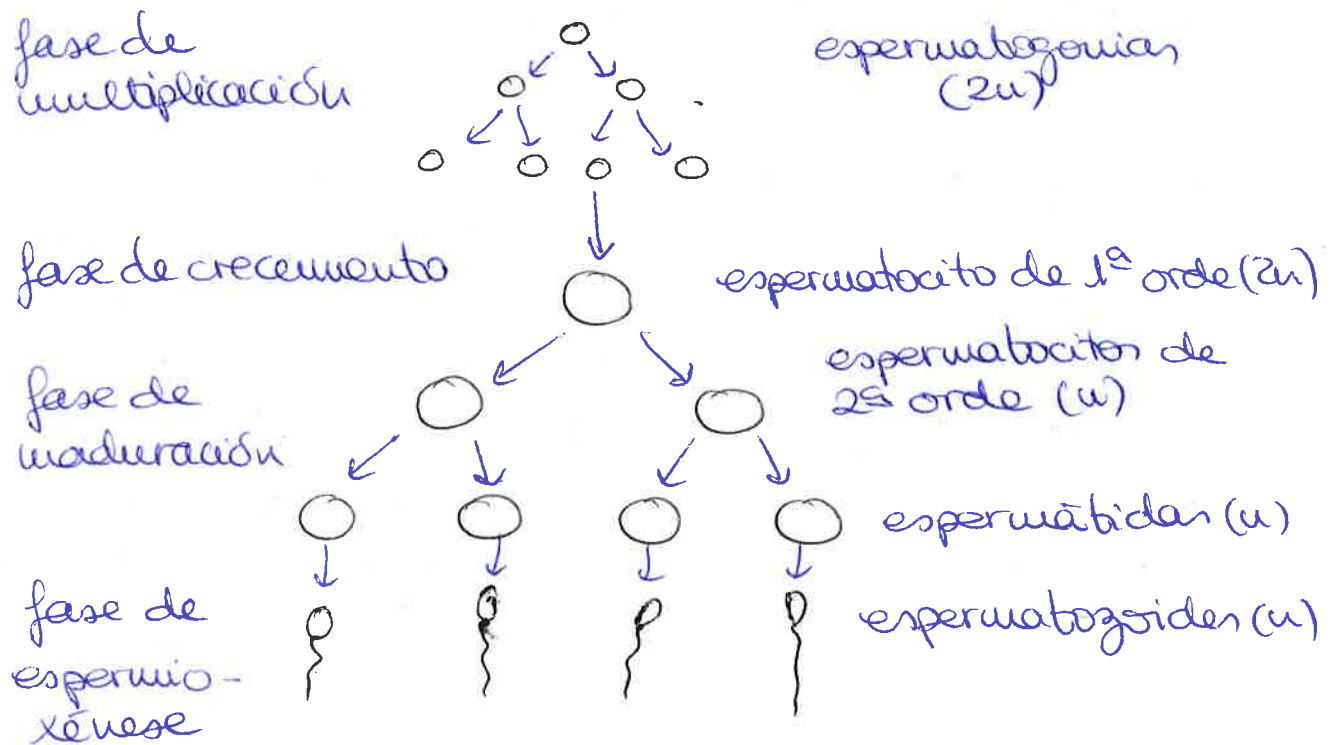 fase de
multiplicación
espermatogonias
(2n)
fase de crecemento
espermatocito de 1ª orde (2n)
espermatocitos de
2ª orde (n)
fase de
maduración
espermátidas (n)
fase de
espermio-
xénese
espermatozoides (n)